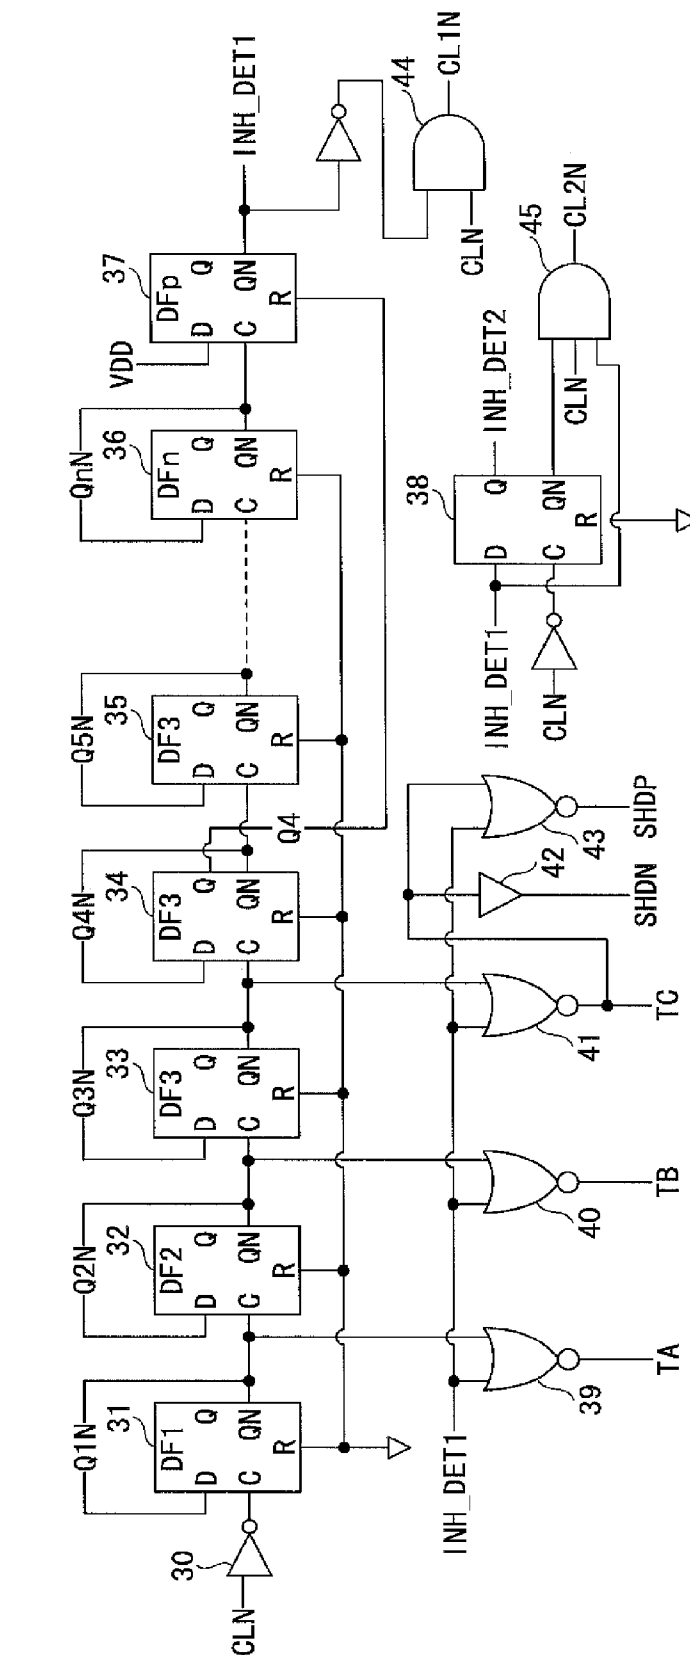 CLN
30
Q1N
31
DF1
D
Q
C
QN
R
Q2N
32
DF2
D
Q
C
QN
R
Q3N
33
DF3
D
Q
C
QN
R
Q4N
34
DF3
D
Q
C
QN
R
Q4
Q5N
35
DF3
D
Q
C
QN
R
QnN
36
DFn
D
Q
C
QN
R
VDD
37
DFp
D
Q
C
QN
R
INH_DET1
44
CL1N
CLN
INH_DET1
39
TA
40
TB
41
TC
42
SHDN
43
SHDP
INH_DET1
CLN
38
D
Q
C
QN
R
INH_DET2
CLN
45
CL2N